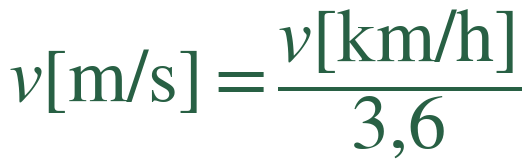 v[m/s] = v[km/h] / 3,6